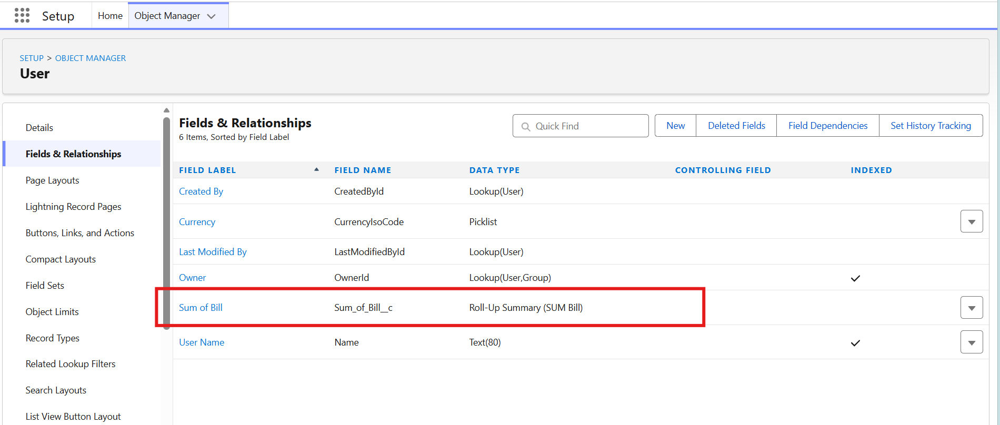 Setup
Home
Object Manager
SETUP > OBJECT MANAGER
User
Details
Fields & Relationships
Page Layouts
Lightning Record Pages
Buttons, Links, and Actions
Compact Layouts
Field Sets
Object Limits
Record Types
Related Lookup Filters
Search Layouts
List View Button Layout
Fields & Relationships
6 Items, Sorted by Field Label
Quick Find
New
Deleted Fields
Field Dependencies
Set History Tracking
FIELD LABEL FIELD NAME DATA TYPE CONTROLLING FIELD INDEXED
Created By CreatedById Lookup(User)
Currency CurrencyIsoCode Picklist
Last Modified By LastModifiedById Lookup(User)
Owner OwnerId Lookup(User,Group)
Sum of Bill Sum_of_Bill__c Roll-Up Summary (SUM Bill)
User Name Name Text(80)